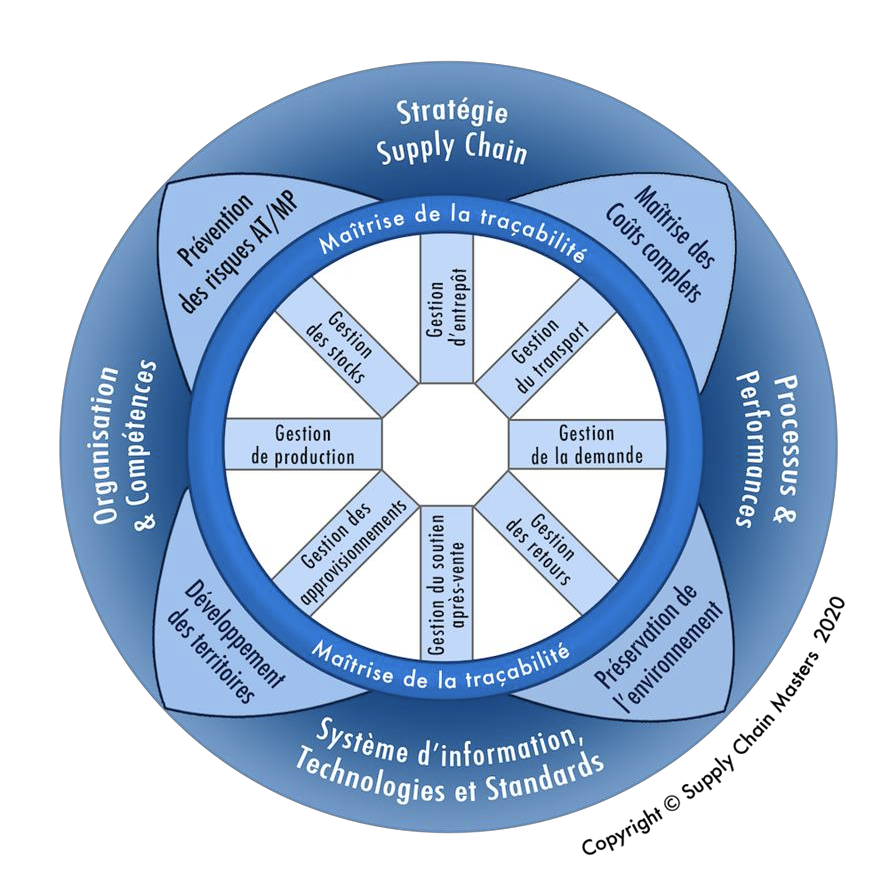 Stratégie
Supply Chain
Prévention
des risques AT/MP
Maîtrise des
Coûts complets
Maîtrise de la traçabilité
Gestion
d'entrepôt
Gestion
des stocks
Gestion
du transport
Organisation
& Compétences
Gestion
de production
Gestion
de la demande
Processus &
Performances
Gestion des
approvisionnements
Gestion du soutien
après-vente
Gestion
des retours
Développement
des territoires
Maîtrise de la traçabilité
Préservation de
l'environnement
Système d'information,
Technologies et Standards
Copyright © Supply Chain Masters 2020